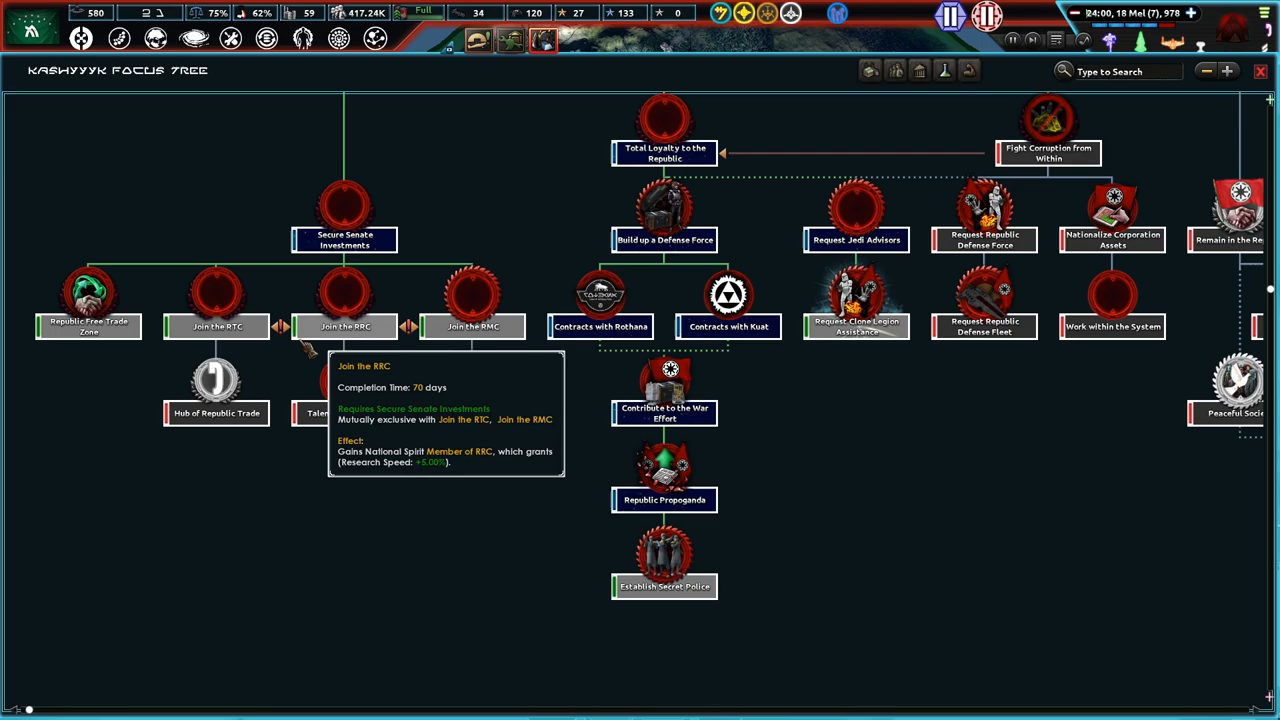 580
120
75%
62%
59
417.24K
Full
34
120
27
133
0
24:00, 18 Mel (7), 978
KASHYYYK FOCUS TREE
Type to Search
Total Loyalty to the
Republic
Fight Corruption from
Within
Secure Senate
Investments
Build up a Defense Force
Request Jedi Advisors
Request Republic
Defense Force
Nationalize Corporation
Assets
Remain in the Re
Republic Free Trade
Zone
Join the RTC
Join the RRC
Join the RMC
Contracts with Rothana
Contracts with Kuat
Request Clone Legion
Assistance
Request Republic
Defense Fleet
Work within the System
Hub of Republic Trade
Talen
Contribute to the War
Effort
Peaceful Socie
Join the RRC
Completion Time: 70 days
Requires Secure Senate Investments
Mutually exclusive with Join the RTC, Join the RMC
Effect:
Gains National Spirit Member of RRC, which grants
(Research Speed: +5.00%).
Republic Propoganda
Establish Secret Police